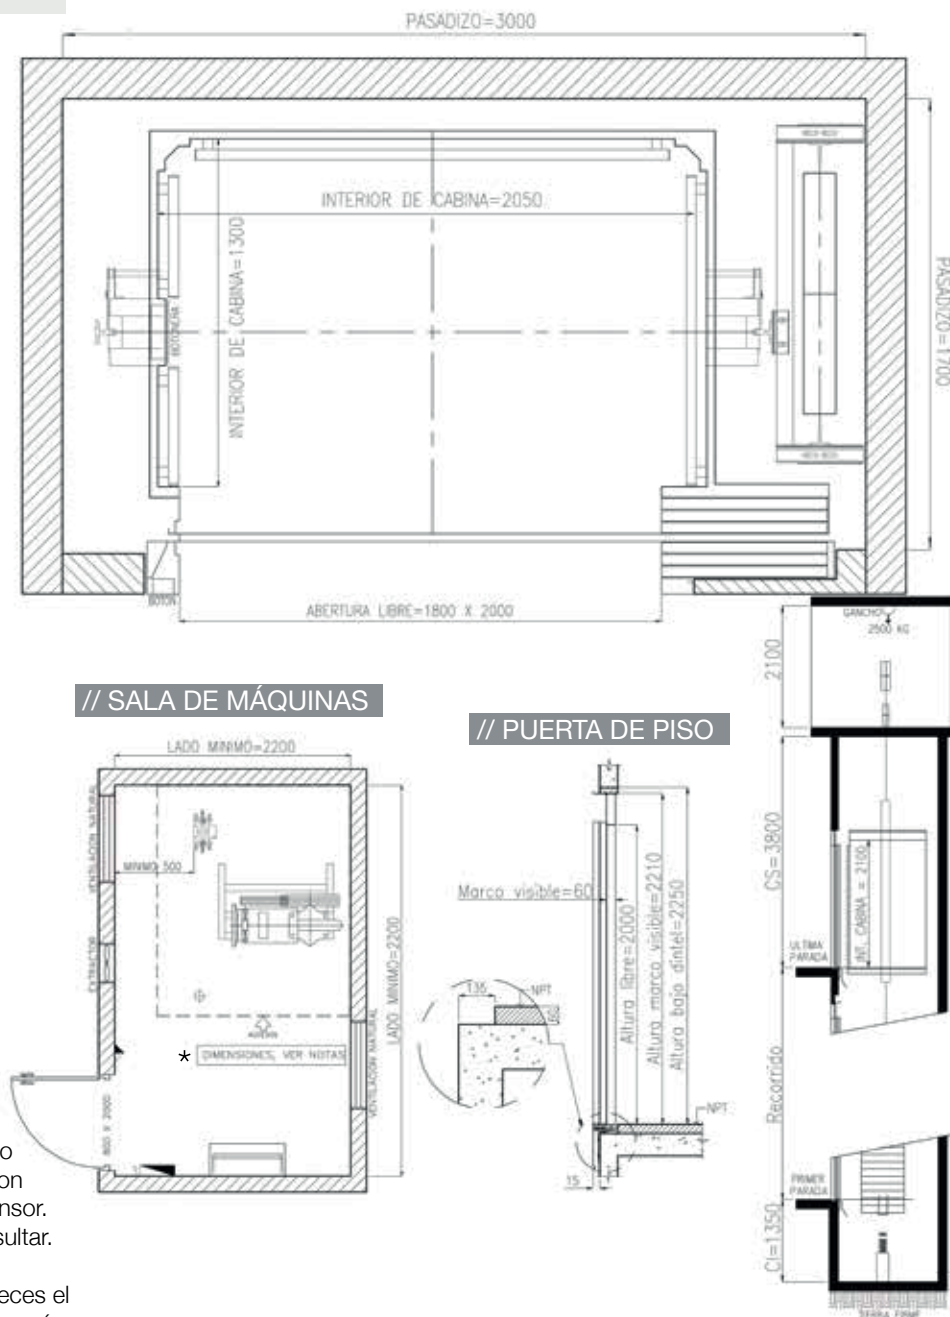 PASADIZO=3000
INTERIOR DE CABINA=2050
INTERIOR DE CABINA=1300
BOTONERA
PASADIZO=1700
BOTON
ABERTURA LIBRE=1800 X 2000
GANCHO
2500 KG
2100
// SALA DE MÁQUINAS
// PUERTA DE PISO
LADO MINIMO=2200
VENTILACION NATURAL
MINIMO 500
EXTRACTOR
LADO MINIMO=2200
* DIMENSIONES, VER NOTAS
VENTILACION NATURAL
800 X 2000
Marco visible=60
Altura libre=2000
Altura marco visible=2210
Altura bajo dintel=2250
135
NPT
NPT
15
CS=3800
INT. CABINA = 2100
ULTIMA
PARADA
Recorrido
PRIMER
PARADA
CI=1350
TIERRA FIRME
o
on
nsor.
sultar.
eces el